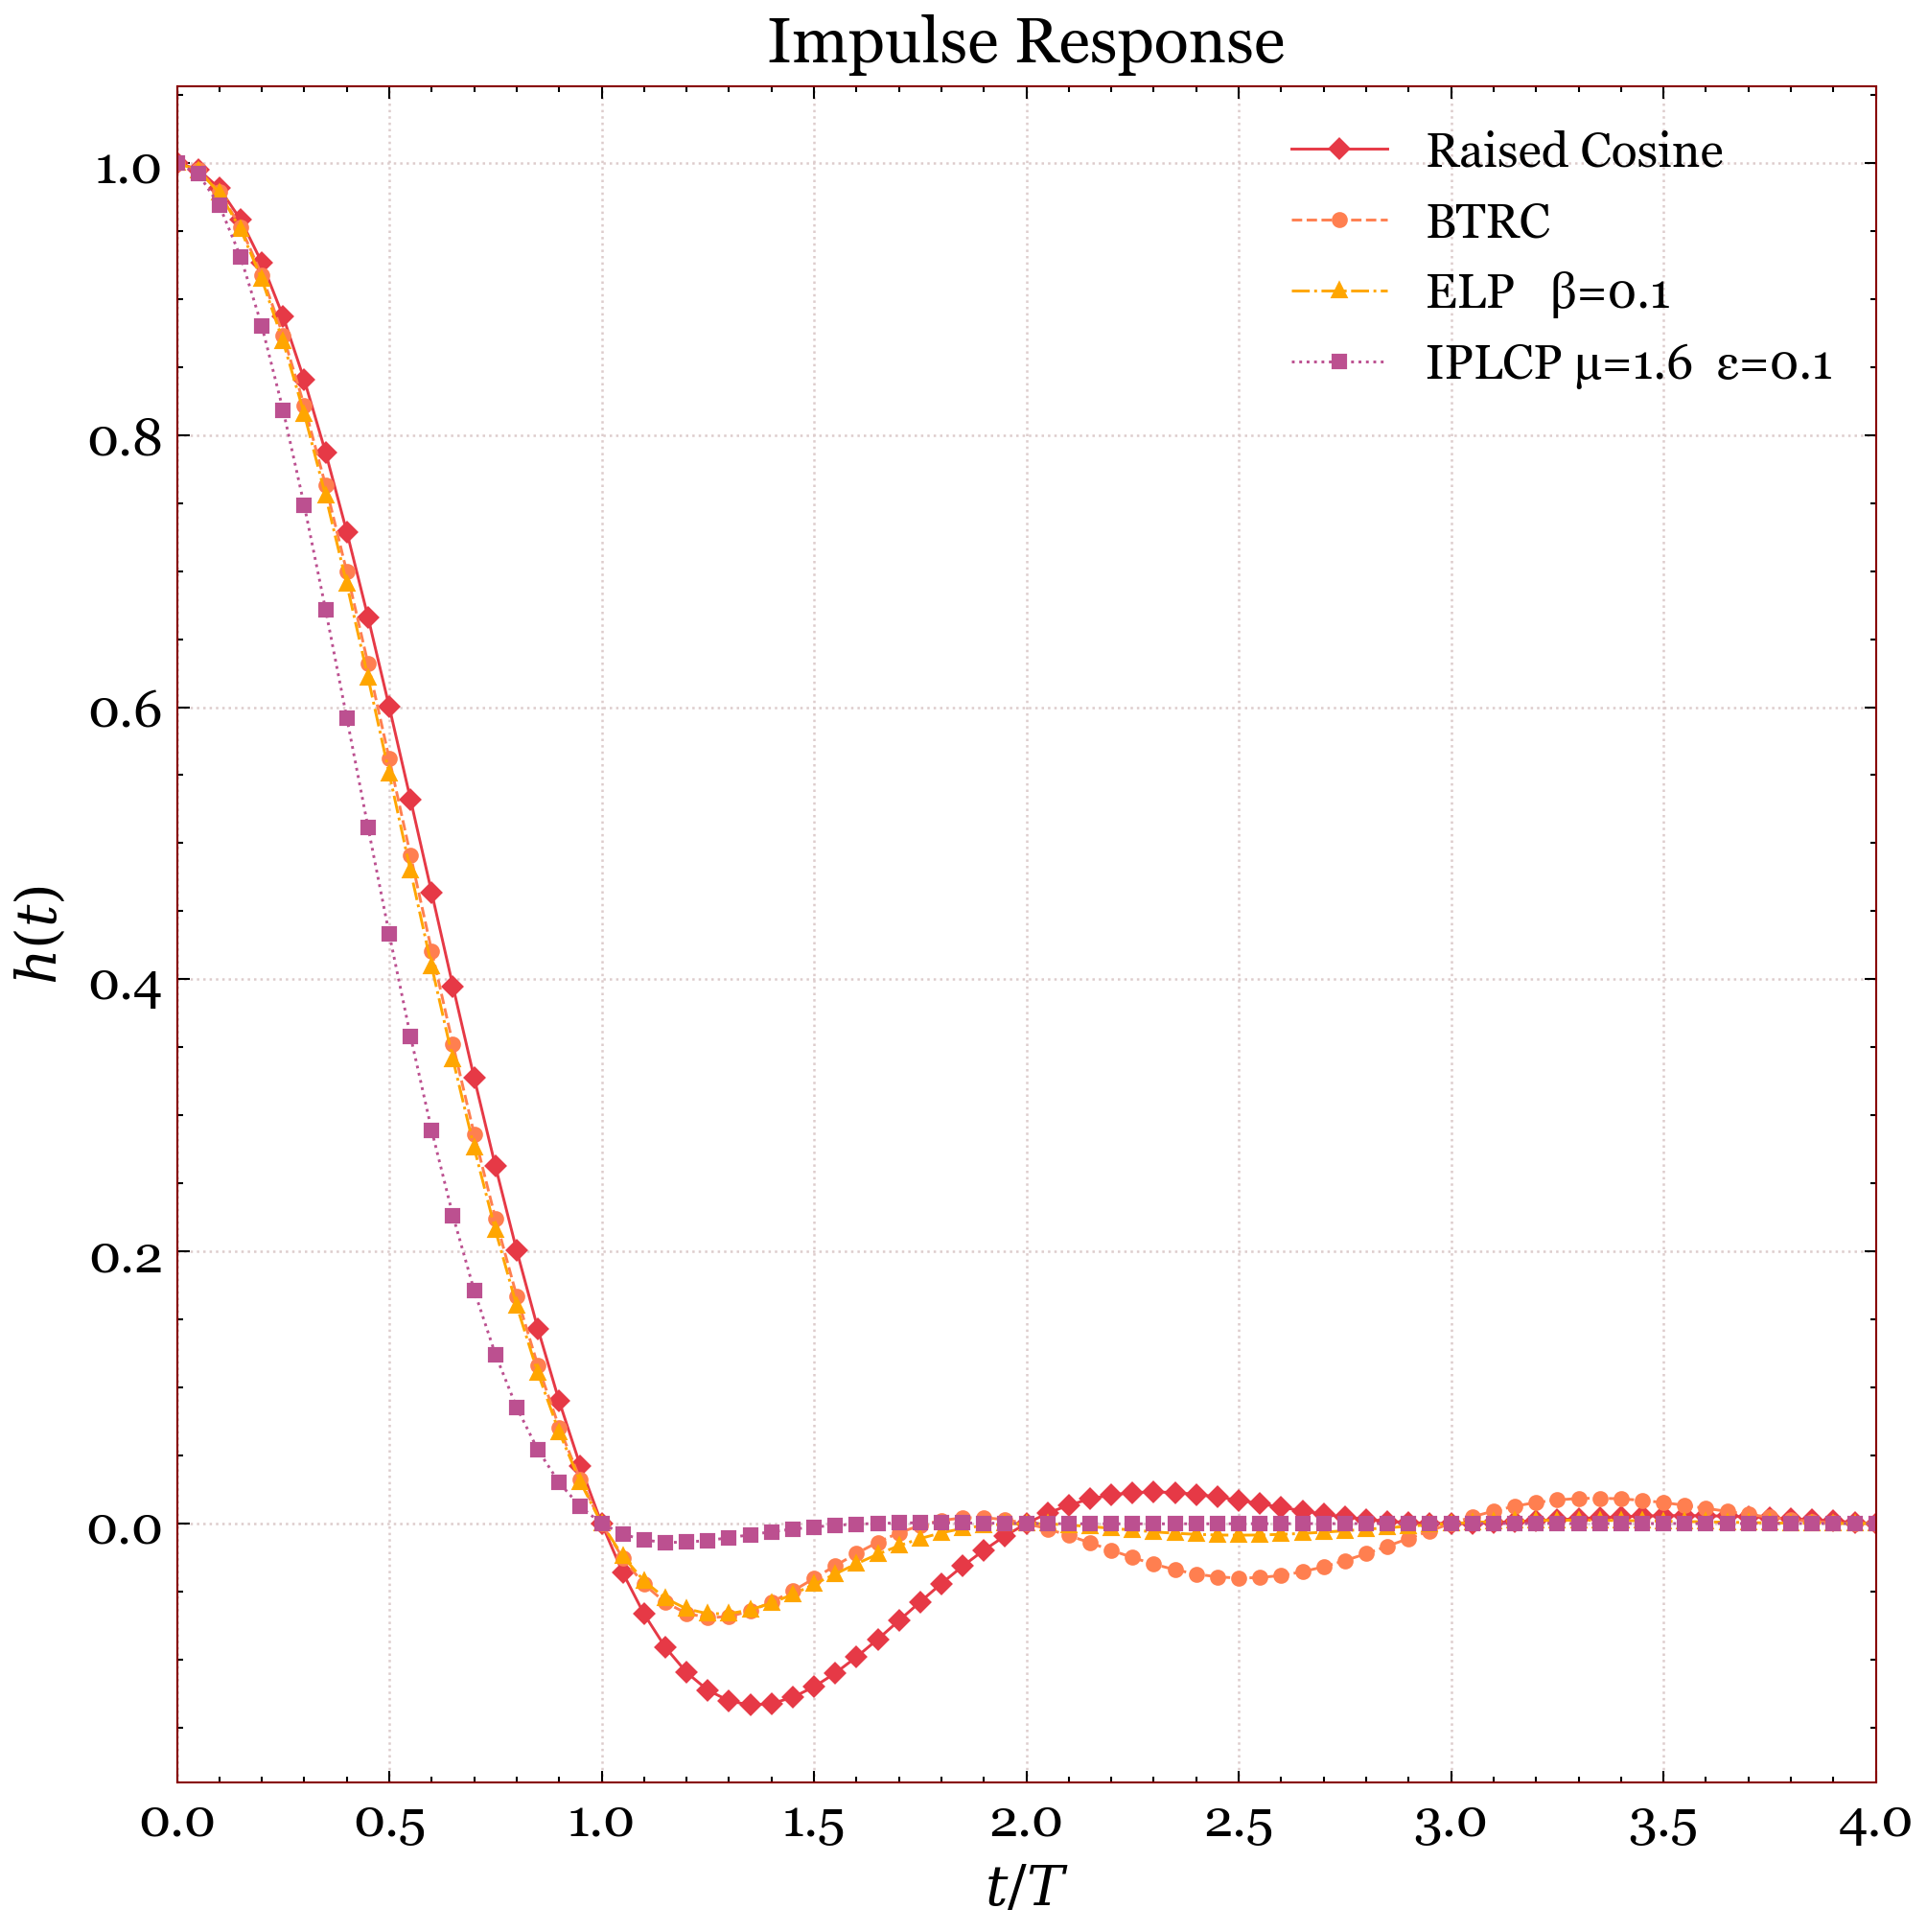 Impulse Response
Raised Cosine
BTRC
ELP β=0.1
IPLCP μ=1.6 ε=0.1
1.0
0.8
0.6
0.4
0.2
0.0
h(t)
0.0 0.5 1.0 1.5 2.0 2.5 3.0 3.5 4.0
t/T